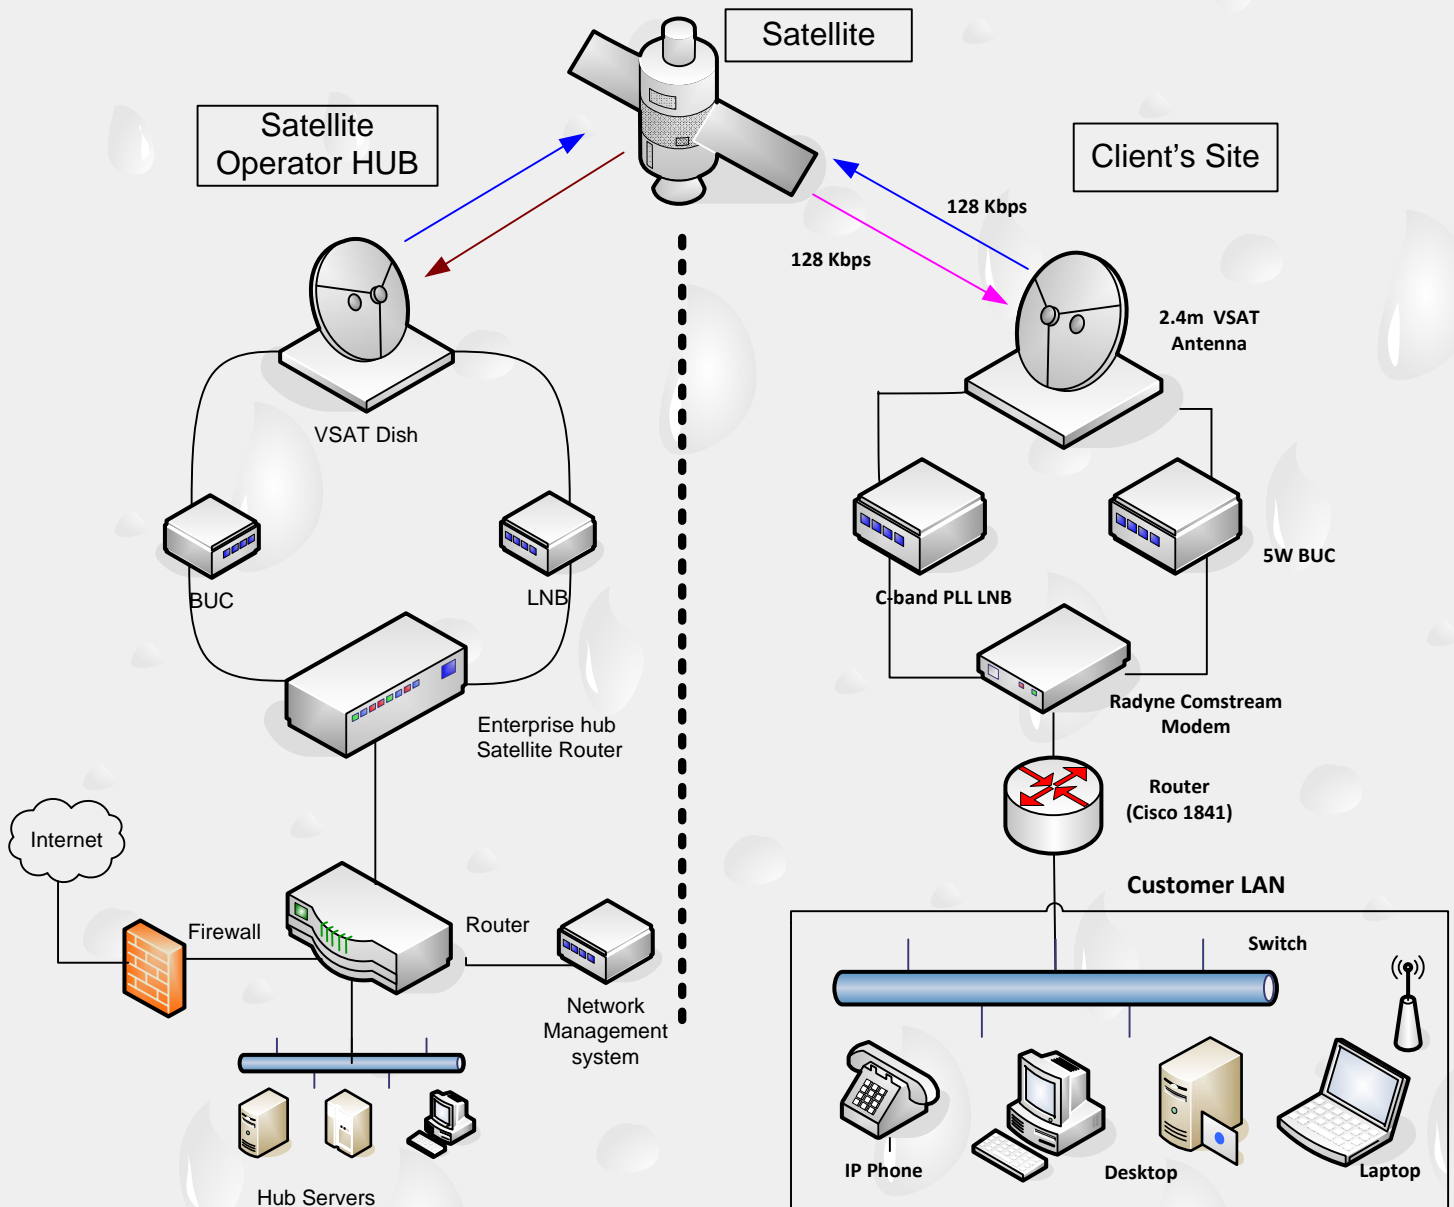 Satellite
Satellite
Operator HUB
Client's Site
128 Kbps
128 Kbps
2.4m VSAT
Antenna
VSAT Dish
BUC
LNB
5W BUC
C-band PLL LNB
Enterprise hub
Satellite Router
Radyne Comstream
Modem
Router
(Cisco 1841)
Internet
Firewall
Router
Network
Management
system
Hub Servers
Customer LAN
Switch
IP Phone
Desktop
Laptop